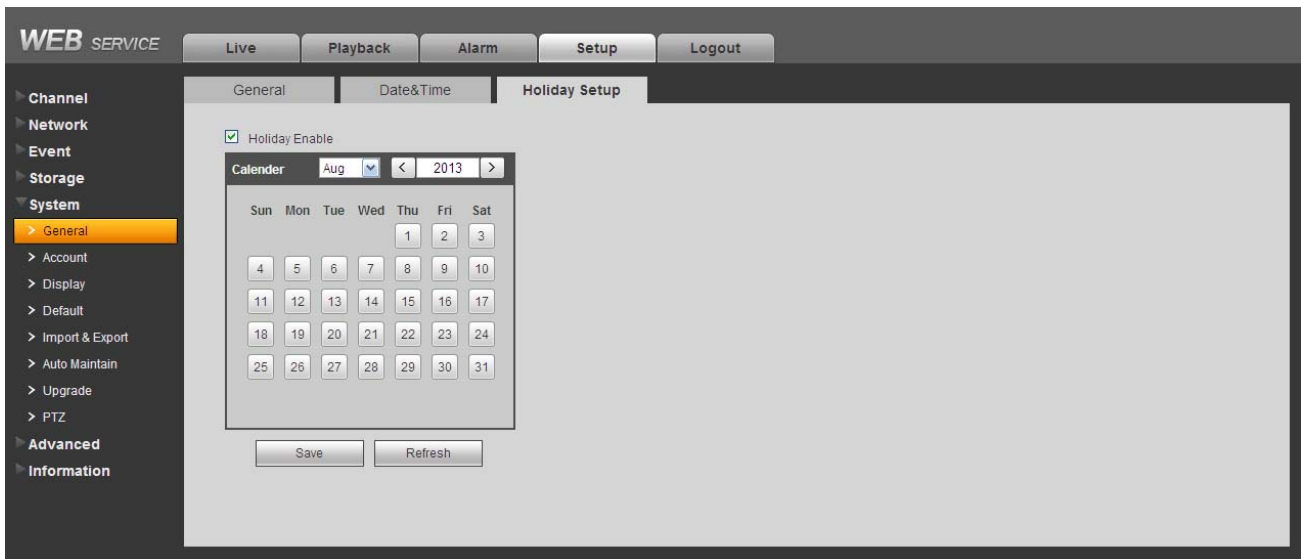 WEB SERVICE
Live Playback Alarm Setup Logout
General Date&Time Holiday Setup
Channel
Network
Event
Storage
System
> General
> Account
> Display
> Default
> Import & Export
> Auto Maintain
> Upgrade
> PTZ
Advanced
Information
Holiday Enable
Calender Aug < 2013 >
Sun Mon Tue Wed Thu Fri Sat
1 2 3
4 5 6 7 8 9 10
11 12 13 14 15 16 17
18 19 20 21 22 23 24
25 26 27 28 29 30 31
Save Refresh